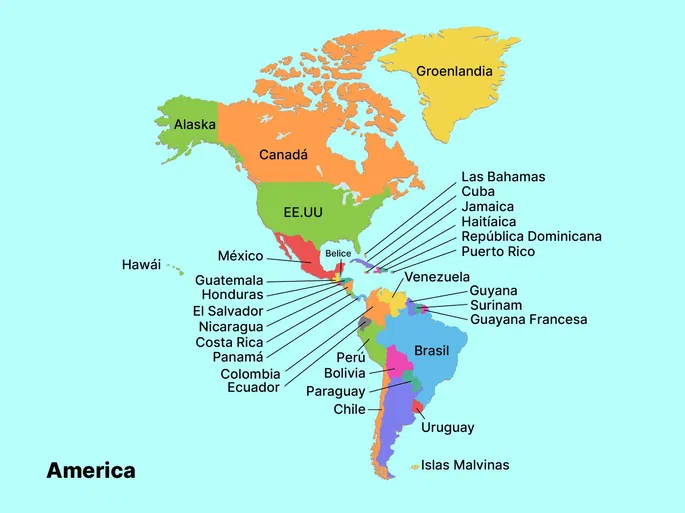 Groenlandia
Alaska
Canadá
Las Bahamas
Cuba
EE.UU
Jamaica
Haitíaica
República Dominicana
Puerto Rico
México
Belice
Hawái
Venezuela
Guatemala
Honduras
Guyana
El Salvador
Surinam
Nicaragua
Guayana Francesa
Costa Rica
Panamá
Perú
Brasil
Colombia
Bolivia
Ecuador
Paraguay
Chile
Uruguay
Islas Malvinas
America